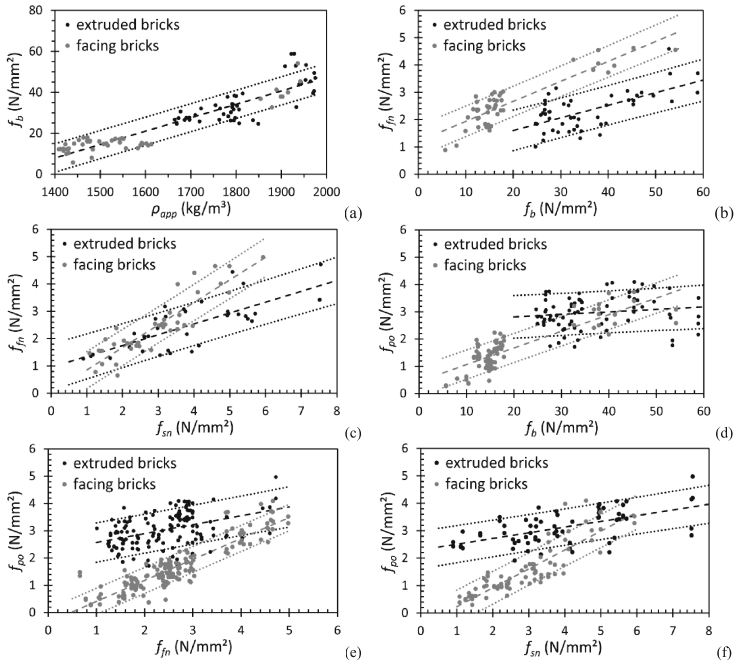 extruded bricks
facing bricks
80
60
40
20
0
f_b (N/mm²)
1400 1500 1600 1700 1800 1900 2000
ρ_app (kg/m³)
(a)
extruded bricks
facing bricks
6
5
4
3
2
1
0
f_fn (N/mm²)
0 10 20 30 40 50 60
f_b (N/mm²)
(b)
extruded bricks
facing bricks
6
5
4
3
2
1
0
f_fn (N/mm²)
0 1 2 3 4 5 6 7 8
f_sn (N/mm²)
(c)
extruded bricks
facing bricks
6
5
4
3
2
1
0
f_po (N/mm²)
0 10 20 30 40 50 60
f_b (N/mm²)
(d)
extruded bricks
facing bricks
6
5
4
3
2
1
0
f_po (N/mm²)
0 1 2 3 4 5 6
f_fn (N/mm²)
(e)
extruded bricks
facing bricks
6
5
4
3
2
1
0
f_po (N/mm²)
0 1 2 3 4 5 6 7 8
f_sn (N/mm²)
(f)